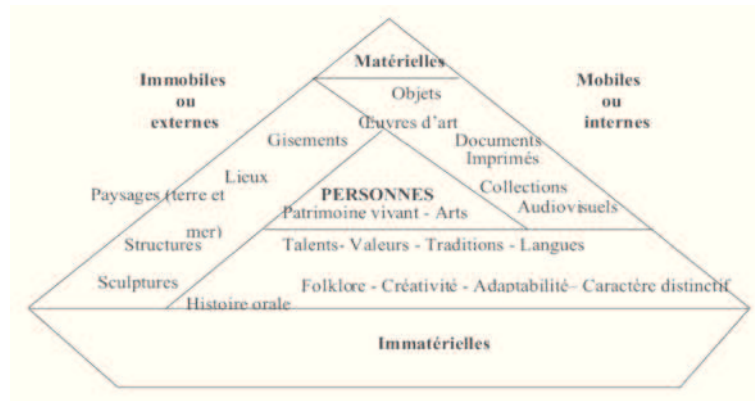 Matérielles
Immobiles
ou
externes
Mobiles
ou
internes
Objets
Œuvres d'art
Gisements
Documents
Imprimés
Lieux
Collections
Paysages (terre et
mer)
PERSONNES
Audiovisuels
Patrimoine vivant - Arts
Structures
Talents- Valeurs - Traditions - Langues
Sculptures
Folklore - Créativité - Adaptabilité– Caractère distinctif
Histoire orale
Immatérielles